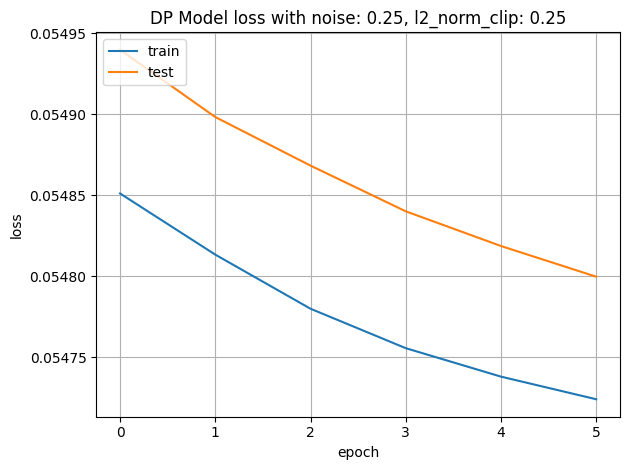 DP Model loss with noise: 0.25, l2_norm_clip: 0.25
train
test
0.05495
0.05490
0.05485
0.05480
0.05475
loss
0 1 2 3 4 5
epoch